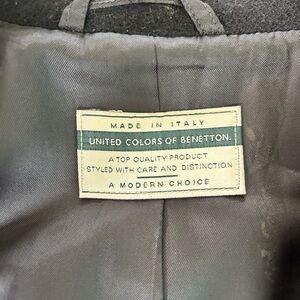 MADE IN ITALY
UNITED COLORS OF BENETTON.
A TOP QUALITY PRODUCT
STYLED WITH CARE AND DISTINCTION
A MODERN CHOICE